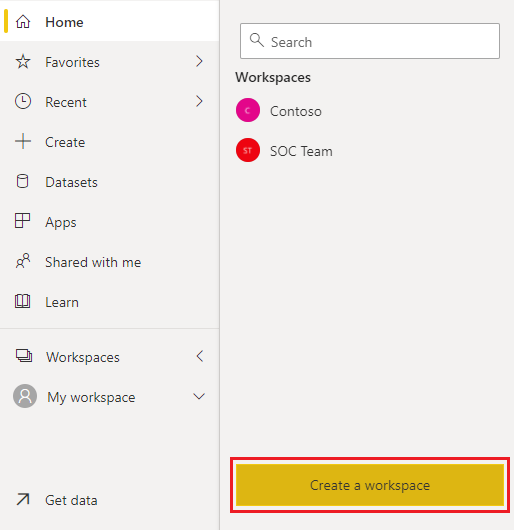 Home
Favorites
Recent
Create
Datasets
Apps
Shared with me
Learn
Workspaces
My workspace
Get data
Search
Workspaces
C Contoso
ST SOC Team
Create a workspace